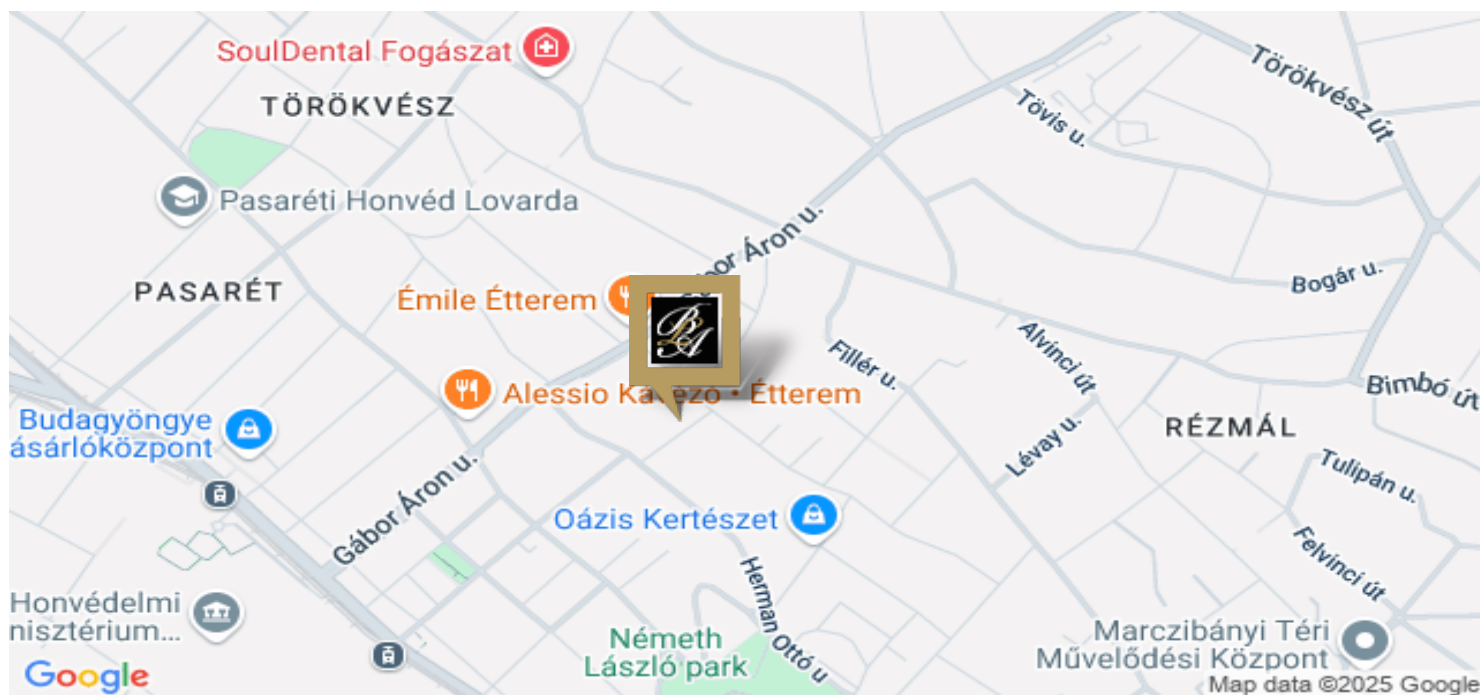 SoulDental Fogászat
TÖRÖKVÉSZ
Törökvész út
Tövis u.
Pasaréti Honvéd Lovarda
Áron u.
PASARÉT
Bogár u.
Émile Étterem
BA
Alvinci út
Fillér u.
Alessio • Étterem
Bimbó út
Budagyöngye
ásárlóközpont
RÉZMÁL
Lévay u.
Tulipán u.
Gábor Áron u.
Oázis Kertészet
Felvinci út
Herman Ottó u
Honvédelmi
nisztérium...
Németh
László park
Marczibányi Téri
Művelődési Központ
Google
Map data ©2025 Google